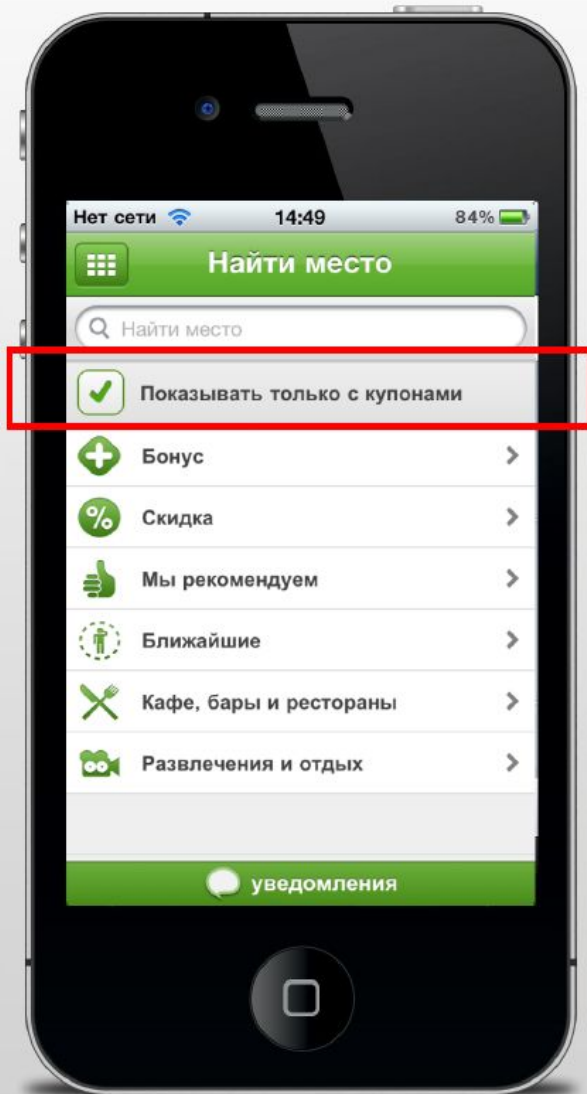 Нет сети 14:49 84%
Найти место
Найти место
Показывать только с купонами
Бонус
% Скидка
Мы рекомендуем
Ближайшие
Кафе, бары и рестораны
Развлечения и отдых
уведомления